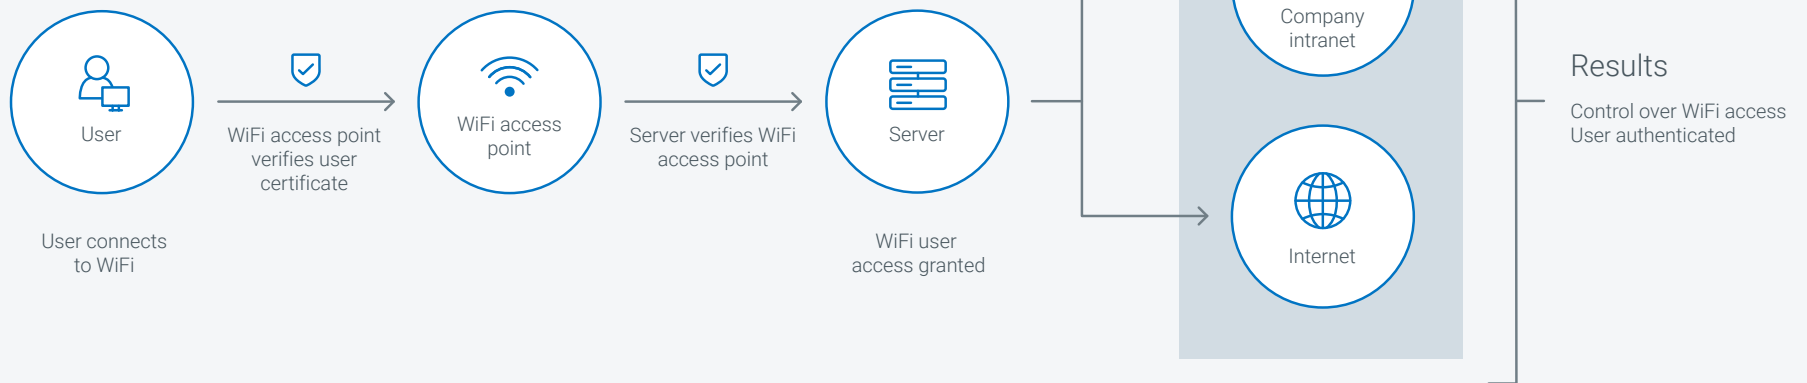 User
User connects
to WiFi
WiFi access point
verifies user
certificate
WiFi access
point
Server verifies WiFi
access point
Server
WiFi user
access granted
Company
intranet
Internet
Results
Control over WiFi access
User authenticated